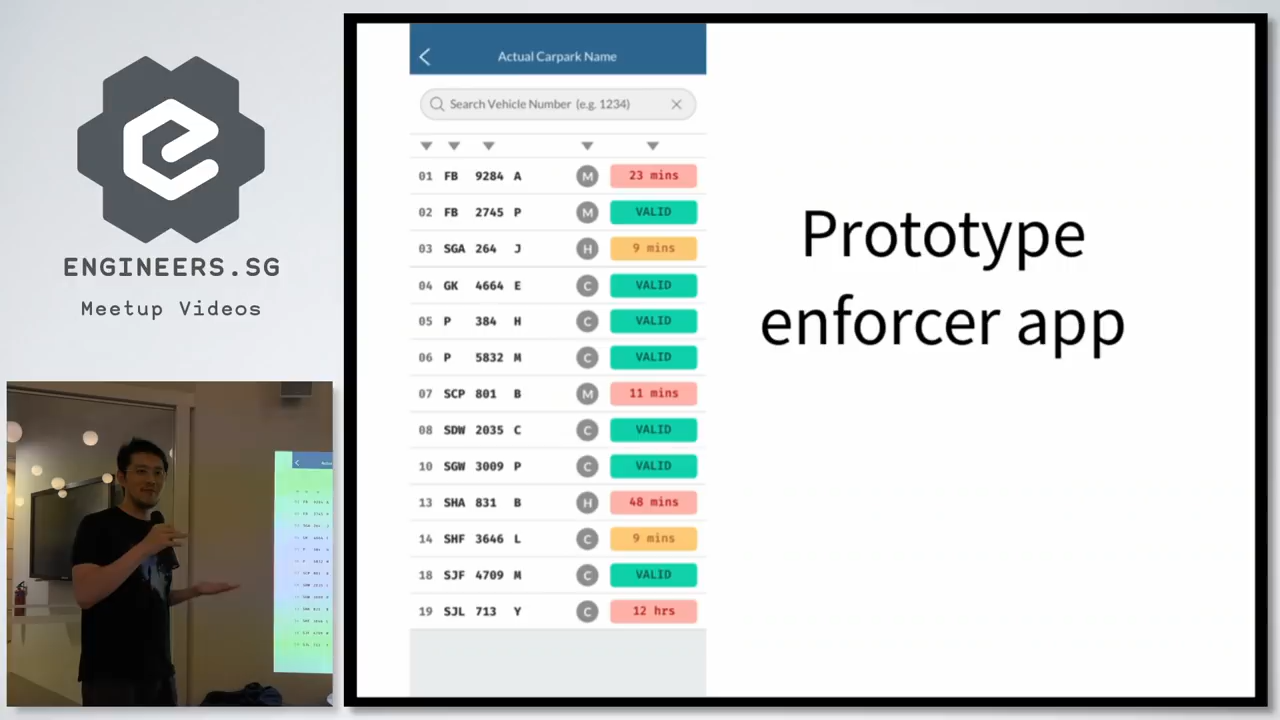 ENGINEERS.SG
Meetup Videos
Actual Carpark Name
Search Vehicle Number (e.g. 1234)
01 FB 9284 A M 23 mins
02 FB 2745 P M VALID
03 SGA 264 J H 9 mins
04 GK 4664 E C VALID
05 P 384 H C VALID
06 P 5832 M C VALID
07 SCP 801 B M 11 mins
08 SDW 2035 C C VALID
10 SGW 3009 P C VALID
13 SHA 831 B H 48 mins
14 SHF 3646 L C 9 mins
18 SJF 4709 M C VALID
19 SJL 713 Y C 12 hrs
Prototype
enforcer app